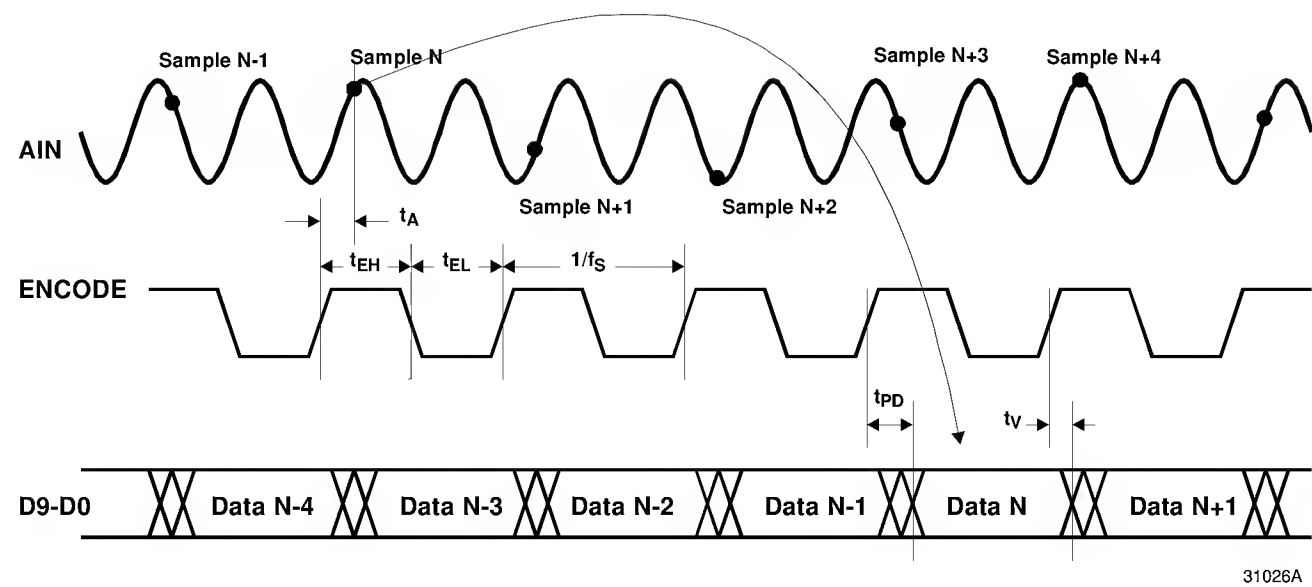 Sample N-1
Sample N
Sample N+3
Sample N+4
AIN
Sample N+1
Sample N+2
tA
tEH
tEL
1/fS
ENCODE
tPD
tV
D9-D0
Data N-4
Data N-3
Data N-2
Data N-1
Data N
Data N+1
31026A